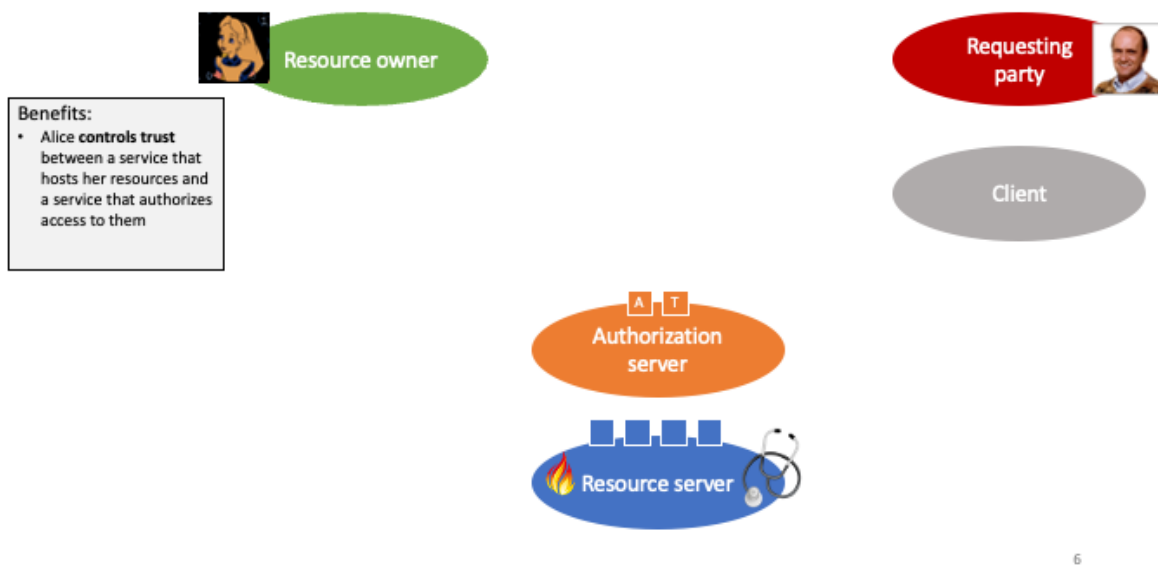 Resource owner
Requesting
party
Benefits:
• Alice controls trust
between a service that
hosts her resources and
a service that authorizes
access to them
Client
A T
Authorization
server
Resource server
6